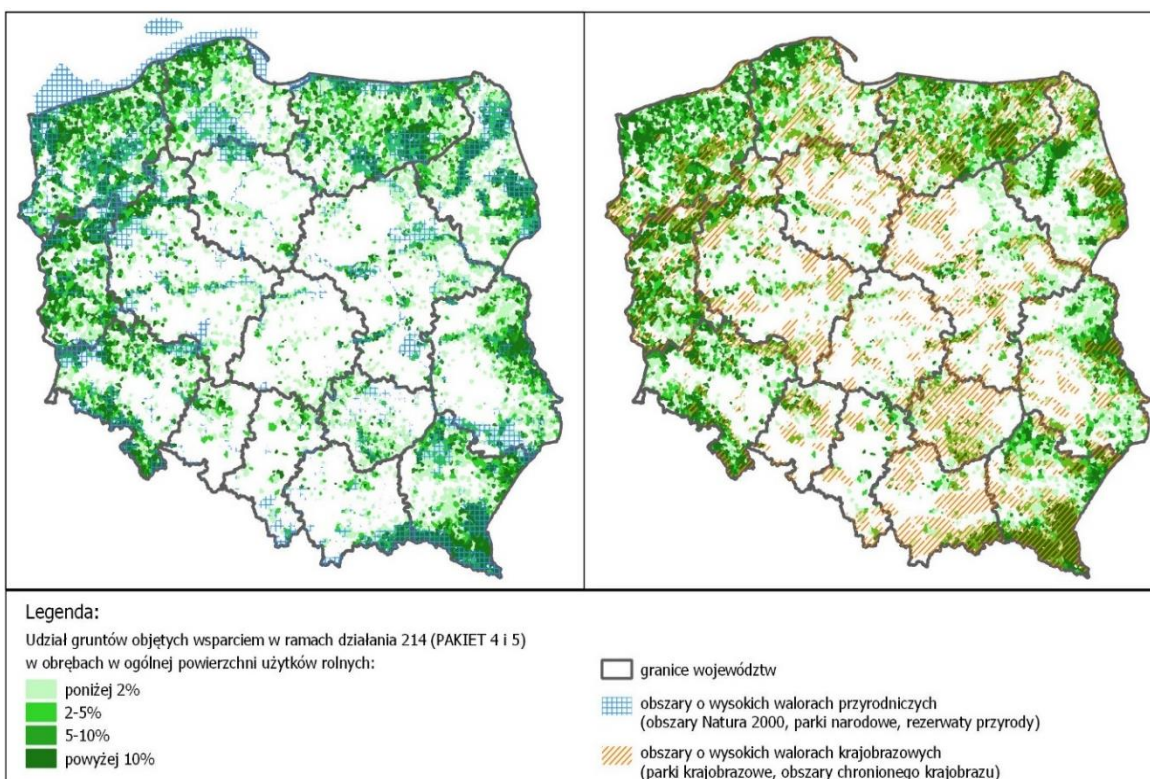 Legenda:
Udział gruntów objętych wsparciem w ramach działania 214 (PAKIET 4 i 5)
w obrębach w ogólnej powierzchni użytków rolnych:
poniżej 2%
2-5%
5-10%
powyżej 10%
granice województw
obszary o wysokich walorach przyrodniczych
(obszary Natura 2000, parki narodowe, rezerwaty przyrody)
obszary o wysokich walorach krajobrazowych
(parki krajobrazowe, obszary chronionego krajobrazu)